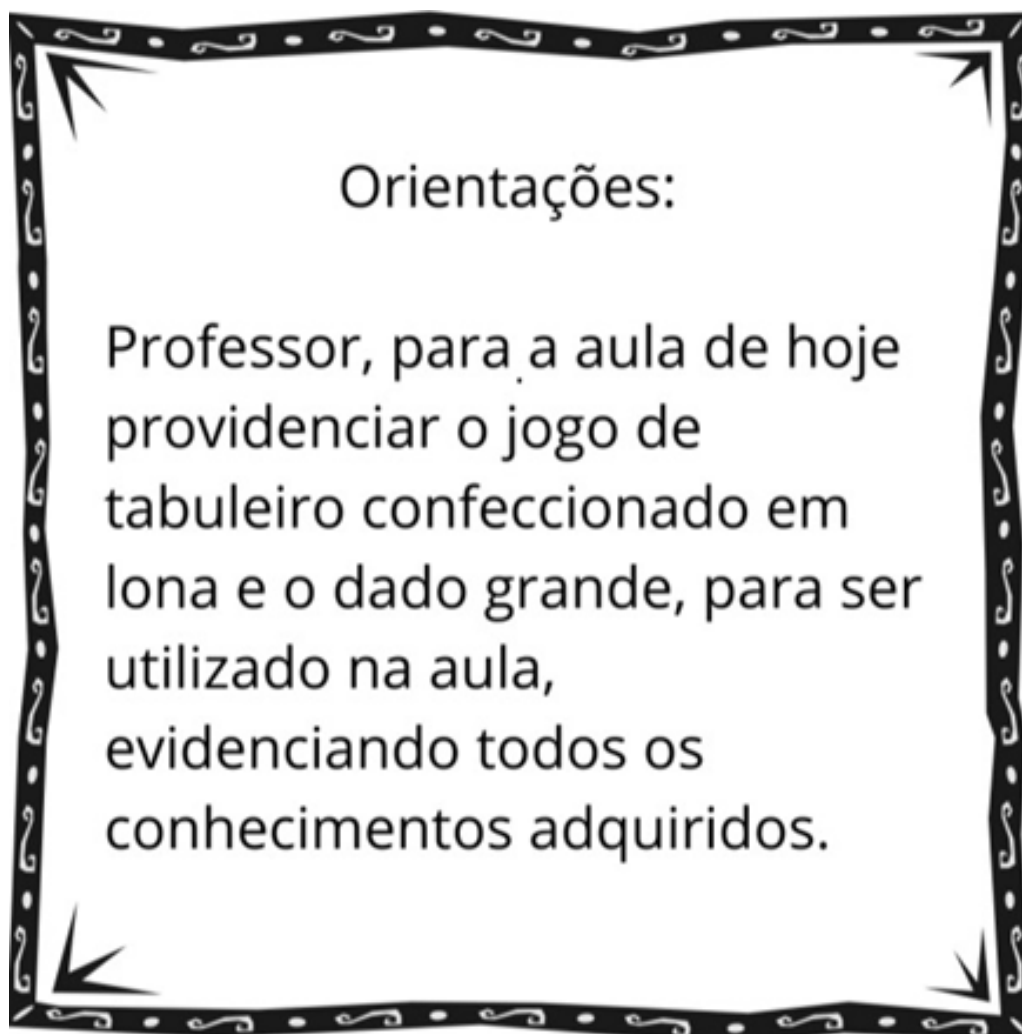 Orientações:
Professor, para a aula de hoje
providenciar o jogo de
tabuleiro confeccionado em
lona e o dado grande, para ser
utilizado na aula,
evidenciando todos os
conhecimentos adquiridos.